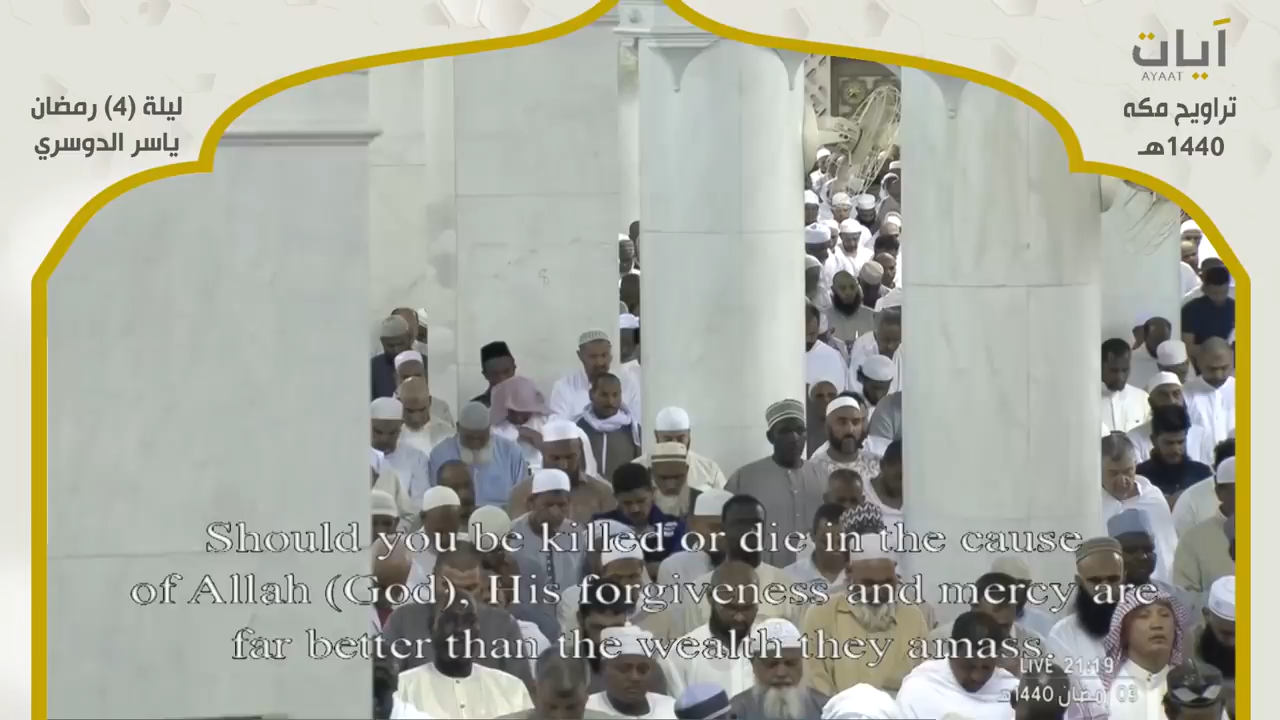 آيات
AYAAT
تراويح مكه
1440هـ
ليلة (4) رمضان
ياسر الدوسري
Should you be killed or die in the cause
of Allah (God), His forgiveness and mercy are
far better than the wealth they amass.
LIVE 21:19
03 رمضان 1440هـ